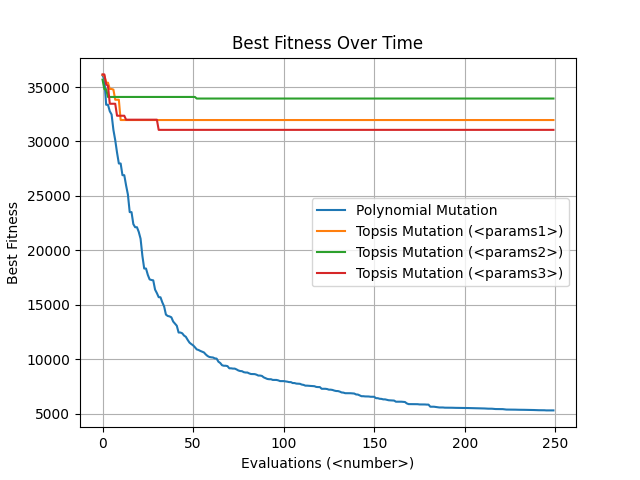 Best Fitness Over Time
Best Fitness
35000
30000
25000
20000
15000
10000
5000
Polynomial Mutation
Topsis Mutation (<params1>)
Topsis Mutation (<params2>)
Topsis Mutation (<params3>)
0 50 100 150 200 250
Evaluations (<number>)